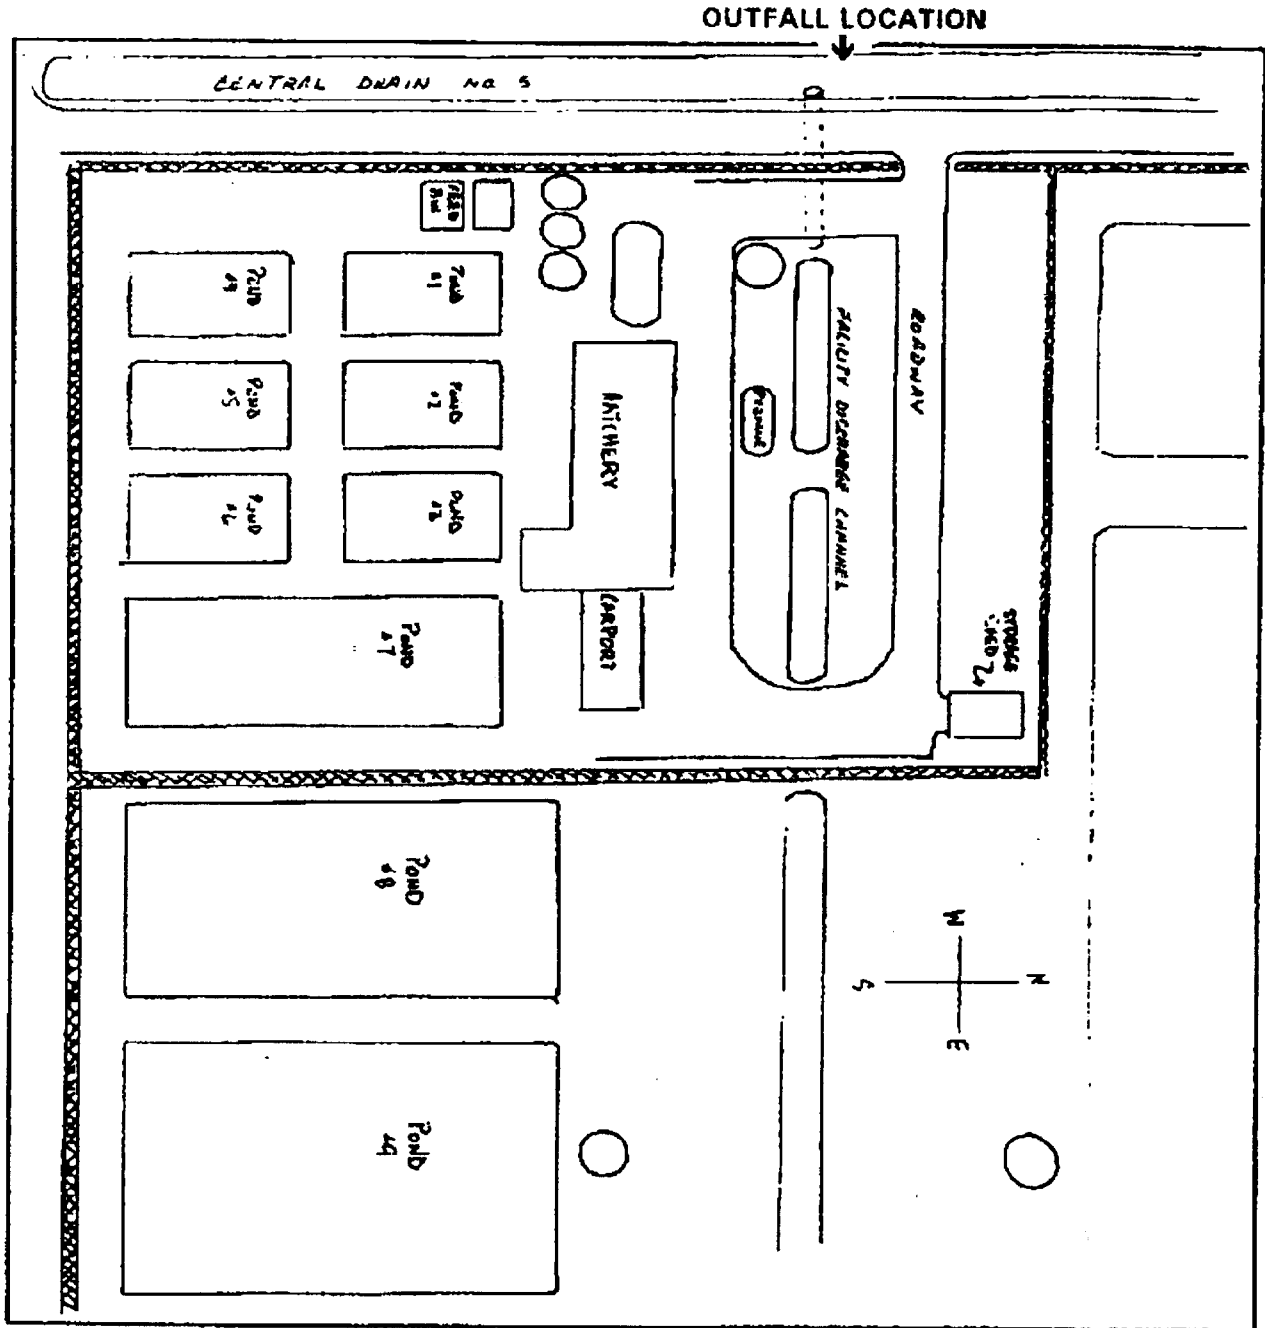 OUTFALL LOCATION
CENTRAL DRAIN NO 5
FEED
BIN
POND
#4
POND
#1
POND
#5
POND
#2
POND
#6
POND
#3
POND
#7
HATCHERY
CARPORT
FACILITY DISCHARGE CHANNEL
ROADWAY
STORAGE
SHED
POND
#8
POND
#9
W
N
S
E